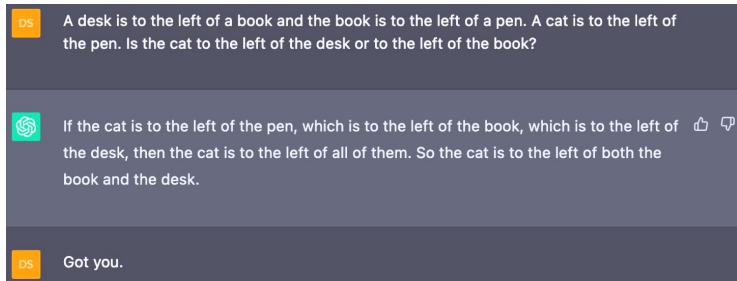 DS
A desk is to the left of a book and the book is to the left of a pen. A cat is to the left of
the pen. Is the cat to the left of the desk or to the left of the book?
If the cat is to the left of the pen, which is to the left of the book, which is to the left of
the desk, then the cat is to the left of all of them. So the cat is to the left of both the
book and the desk.
DS
Got you.